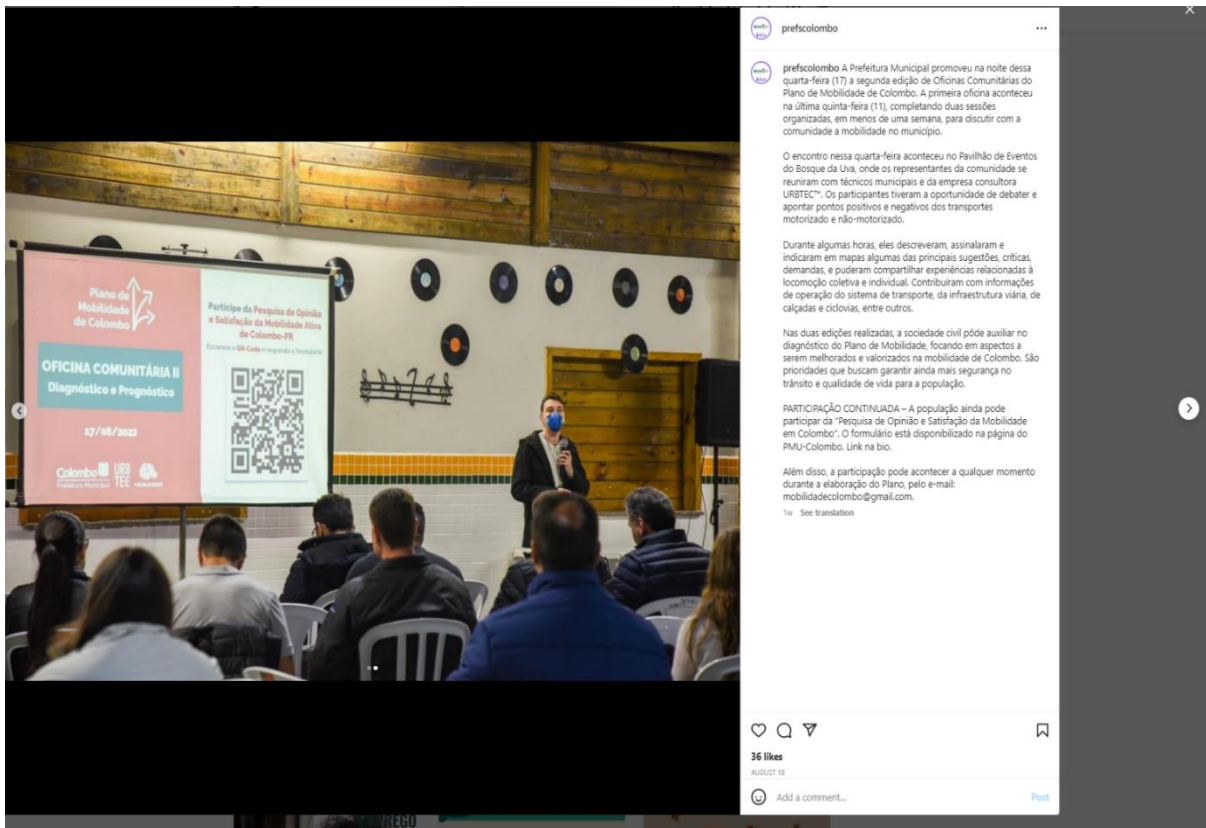 prefscolombo
prefscolombo A Prefeitura Municipal promoveu na noite dessa
quarta-feira (17) a segunda edição de Oficinas Comunitárias do
Plano de Mobilidade de Colombo. A primeira oficina aconteceu
na última quinta-feira (11), completando duas sessões
organizadas, em menos de uma semana, para discutir com a
comunidade a mobilidade no município.
O encontro nessa quarta-feira aconteceu no Pavilhão de Eventos
do Bosque da Uva, onde os representantes da comunidade se
reuniram com técnicos municipais e da empresa consultora
URBTEC™. Os participantes tiveram a oportunidade de debater e
apontar pontos positivos e negativos dos transportes
motorizado e não-motorizado.
Durante algumas horas, eles descreveram, assinalaram e
indicaram em mapas algumas das principais sugestões, críticas,
demandas, e puderam compartilhar experiências relacionadas à
locomoção coletiva e individual. Contribuíram com informações
de operação do sistema de transporte, da infraestrutura viária, de
calçadas e ciclovias, entre outros.
Nas duas edições realizadas, a sociedade civil pôde auxiliar no
diagnóstico do Plano de Mobilidade, focando em aspectos a
serem melhorados e valorizados na mobilidade de Colombo. São
prioridades que buscam garantir ainda mais segurança no
trânsito e qualidade de vida para a população.
PARTICIPAÇÃO CONTINUADA – A população ainda pode
participar da "Pesquisa de Opinião e Satisfação da Mobilidade
em Colombo". O formulário está disponibilizado na página do
PMU-Colombo. Link na bio.
Além disso, a participação pode acontecer a qualquer momento
durante a elaboração do Plano, pelo e-mail:
mobilidadecolombo@gmail.com.
1w See translation
36 likes
AUGUST 18
Add a comment...
Post
Plano de
Mobilidade
de Colombo
OFICINA COMUNITÁRIA II
Diagnóstico e Prognóstico
17/08/2022
Colombo
Prefeitura Municipal
URB
TEC
Participe da Pesquisa de Opinião
e Satisfação da Mobilidade Ativa
de Colombo-PR
Escaneie o QR-Code e responda o formulário